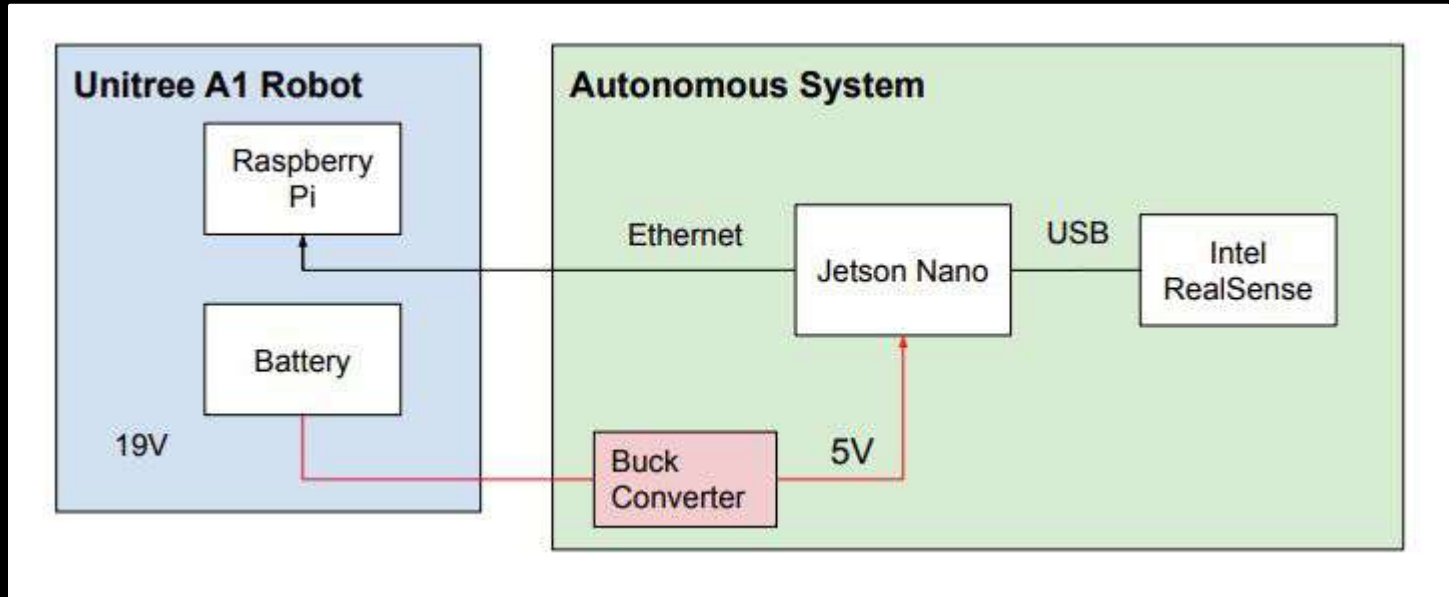 Unitree A1 Robot
Raspberry
Pi
Battery
19V
Autonomous System
Ethernet
Jetson Nano
USB
Intel
RealSense
Buck
Converter
5V